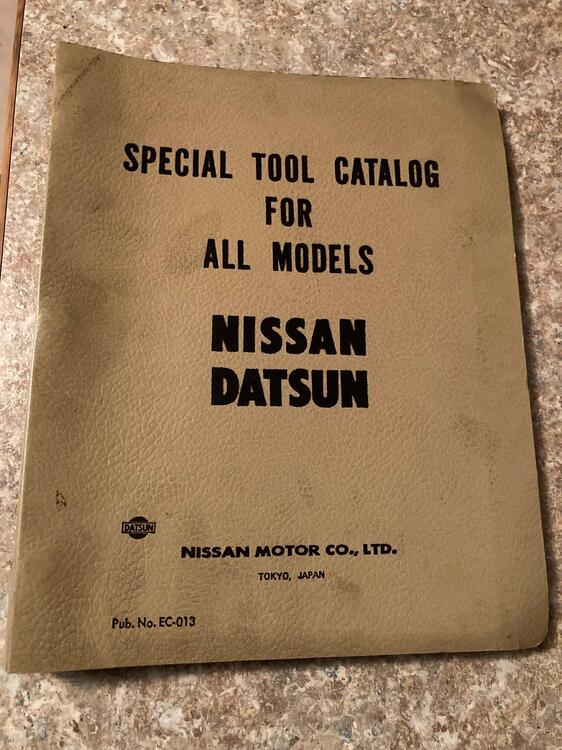 SPECIAL TOOL CATALOG
FOR
ALL MODELS
NISSAN
DATSUN
DATSUN
NISSAN MOTOR CO., LTD.
TOKYO, JAPAN
Pub. No. EC-013